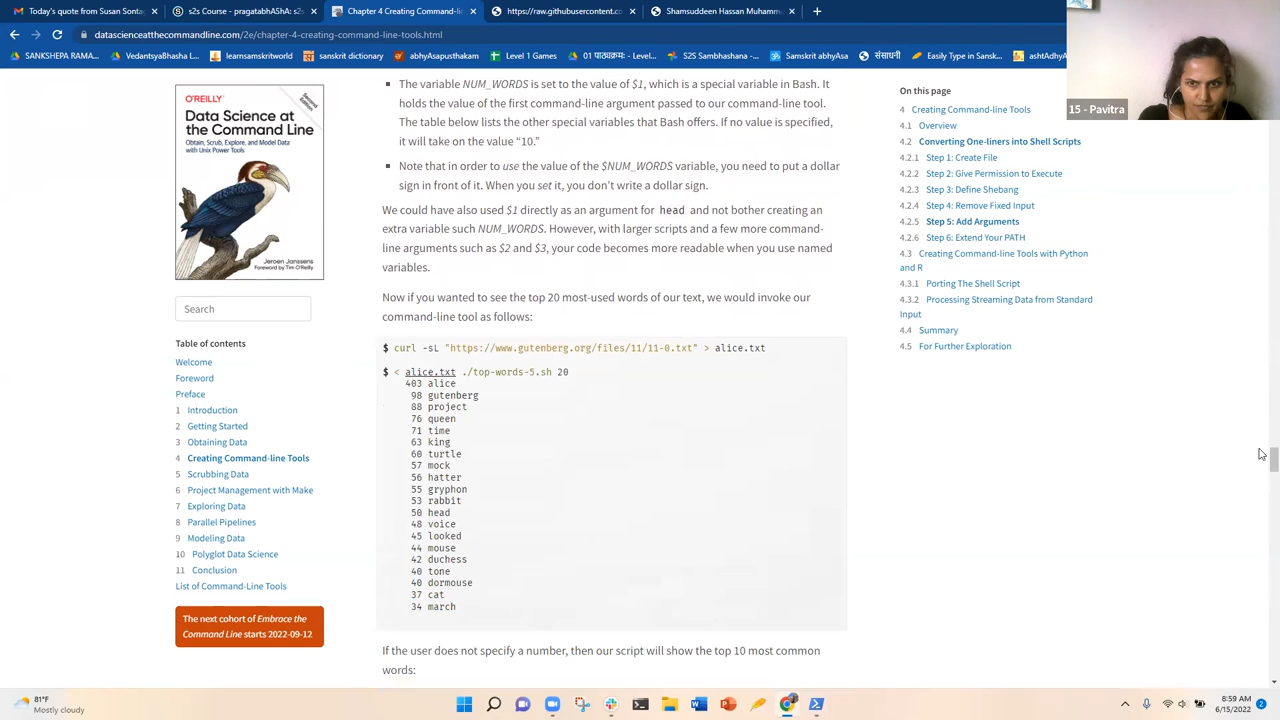 Today's quote from S2S Sontal
Chapter 4 Creating Command-lin
https://raw.githubusercontent.co
Shamsuddeen Hassan Muhamm
datascienceatthecommandline.com/2e/chapter-4-creating-command-line-tools.html
SANKSHEPA RAMA...
VedantsyaBhasha L...
learnsamskritworld
sanskrit dictionary
abhyAsapustakam
Level 1 Games
01 पाठ्यक्रमः - S2...
S2S Sambhashana -...
Samskrit abhyAsa
संसाधनी
Easily Type in Sansk...
ashtAdhyA
15 - Pavitra
O'REILLY
Second Edition
Data Science at
the Command Line
Obtain, Scrub, Explore, and Model Data
with Unix Power Tools
Jeroen Janssens
Foreword by Tim O'Reilly
Search
Table of contents
Welcome
Foreword
Preface
1 Introduction
2 Getting Started
3 Obtaining Data
4 Creating Command-line Tools
5 Scrubbing Data
6 Project Management with Make
7 Exploring Data
8 Parallel Pipelines
9 Modeling Data
10 Polyglot Data Science
11 Conclusion
List of Command-Line Tools
The next cohort of Embrace the
Command Line starts 2022-09-12
The variable NUM_WORDS is set to the value of $1, which is a special variable in Bash. It
holds the value of the first command-line argument passed to our command-line tool.
The table below lists the other special variables that Bash offers. If no value is specified,
it will take on the value “10.”
Note that in order to use the value of the $NUM_WORDS variable, you need to put a dollar
sign in front of it. When you set it, you don’t write a dollar sign.
We could have also used $1 directly as an argument for head and not bother creating an
extra variable such NUM_WORDS. However, with larger scripts and a few more command-
line arguments such as $2 and $3, your code becomes more readable when you use named
variables.
Now if you wanted to see the top 20 most-used words of our text, we would invoke our
command-line tool as follows:
$ curl -sL "https://www.gutenberg.org/files/11/11-0.txt" > alice.txt
$ < alice.txt ./top-words-5.sh 20
403 alice
98 gutenberg
88 project
76 queen
71 time
63 king
60 turtle
57 mock
56 hatter
55 gryphon
53 rabbit
50 head
48 voice
45 looked
44 mouse
42 duchess
40 tone
40 dormouse
37 cat
34 march
If the user does not specify a number, then our script will show the top 10 most common
words:
On this page
4 Creating Command-line Tools
4.1 Overview
4.2 Converting One-liners into Shell Scripts
4.2.1 Step 1: Create File
4.2.2 Step 2: Give Permission to Execute
4.2.3 Step 3: Define Shebang
4.2.4 Step 4: Remove Fixed Input
4.2.5 Step 5: Add Arguments
4.2.6 Step 6: Extend Your PATH
4.3 Creating Command-line Tools with Python
and R
4.3.1 Porting The Shell Script
4.3.2 Processing Streaming Data from Standard
Input
4.4 Summary
4.5 For Further Exploration
81°F
Mostly cloudy
8:59 AM
6/15/2022
2